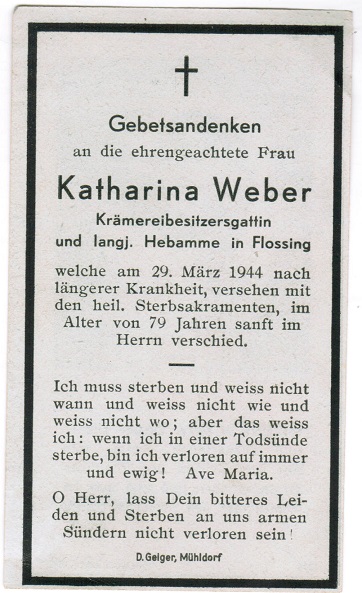 Gebetsandenken
an die ehrengeachtete Frau
Katharina Weber
Krämereibesitzersgattin
und langj. Hebamme in Flossing
welche am 29. März 1944 nach
längerer Krankheit, versehen mit
den heil. Sterbsakramenten, im
Alter von 79 Jahren sanft im
Herrn verschied.
Ich muss sterben und weiss nicht
wann und weiss nicht wie und
weiss nicht wo; aber das weiss
ich: wenn ich in einer Todsünde
sterbe, bin ich verloren auf immer
und ewig! Ave Maria.
O Herr, lass Dein bitteres Lei-
den und Sterben an uns armen
Sündern nicht verloren sein!
D. Geiger, Mühldorf